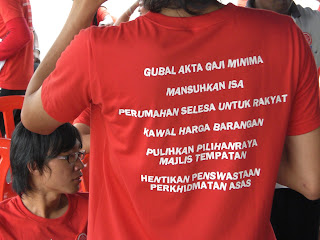 GUBAL AKTA GAJI MINIMA
MANSUHKAN ISA
PERUMAHAN SELESA UNTUK RAKYAT
KAWAL HARGA BARANGAN
PULIHKAN PILIHANRAYA
MAJLIS TEMPATAN
HENTIKAN PENSWASTAAN
PERKHIDMATAN ASAS